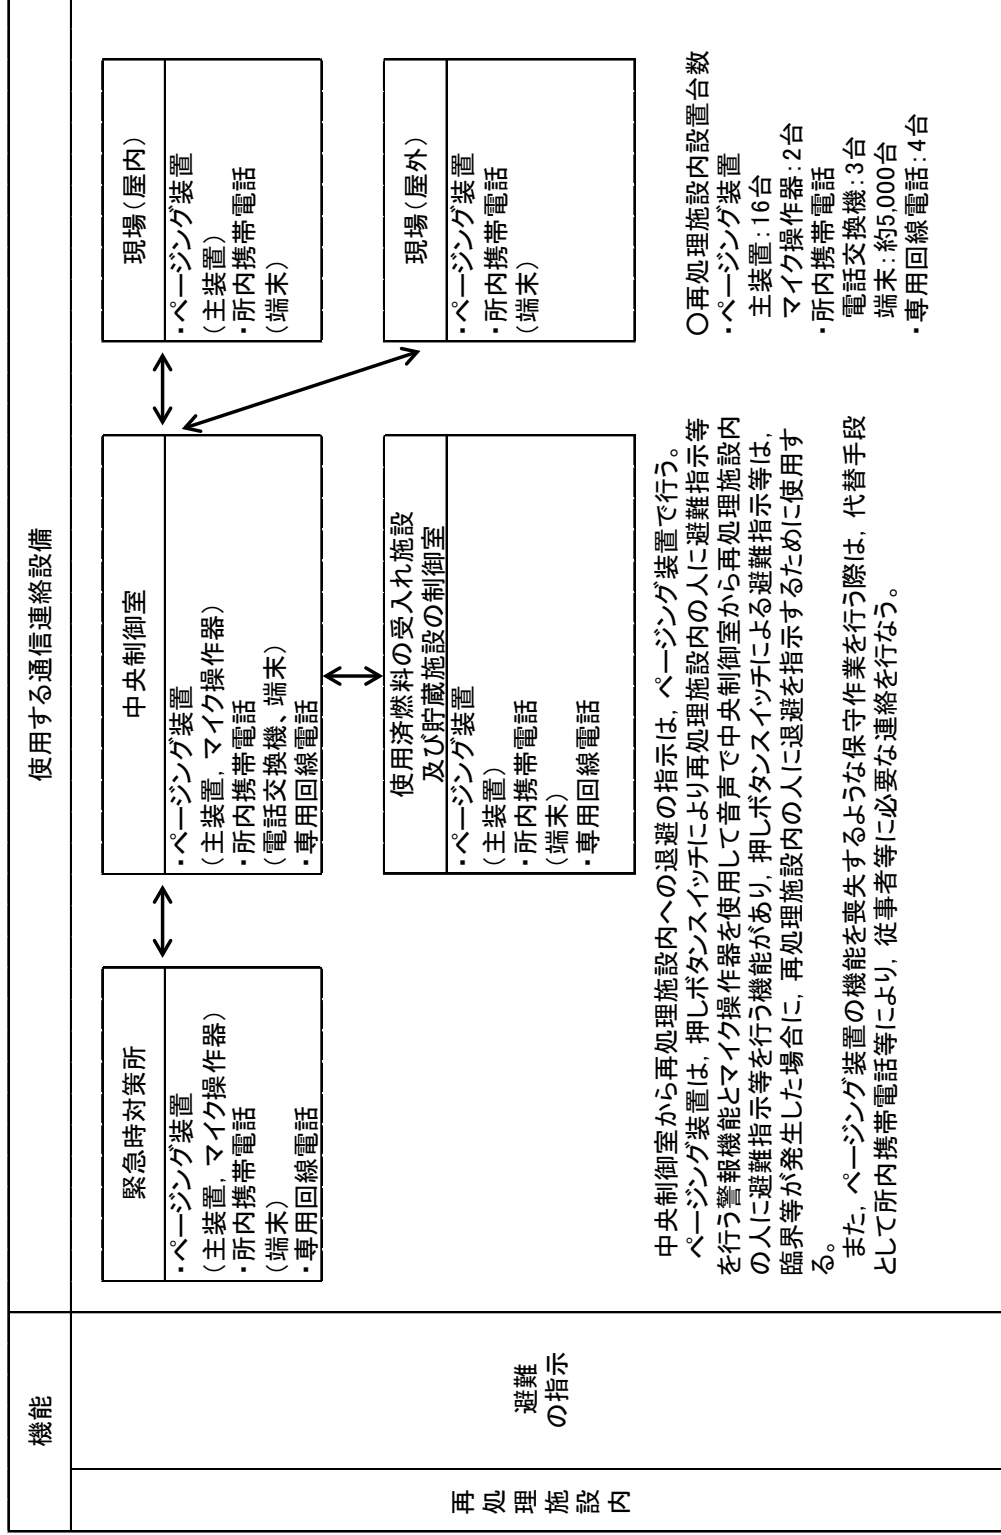 機能
使用する通信連絡設備
再処理施設内
避難
の指示
緊急時対策所
・ページング装置
(主装置，マイク操作器)
・所内携帯電話
(端末)
・専用回線電話
中央制御室
・ページング装置
(主装置，マイク操作器)
・所内携帯電話
(電話交換機、端末)
・専用回線電話
現場(屋内)
・ページング装置
(主装置)
・所内携帯電話
(端末)
使用済燃料の受入れ施設
及び貯蔵施設の制御室
・ページング装置
(主装置)
・所内携帯電話
(端末)
・専用回線電話
現場(屋外)
・ページング装置
・所内携帯電話
(端末)
中央制御室から再処理施設内への退避の指示は，ページング装置で行う。
ページング装置は，押しボタンスイッチにより再処理施設内の人に避難指示等
を行う警報機能とマイク操作器を使用して音声で中央制御室から再処理施設内
の人に避難指示等を行う機能があり，押しボタンスイッチによる避難指示等は，
臨界等が発生した場合に，再処理施設内の人に退避を指示するために使用す
る。
また，ページング装置の機能を喪失するような保守作業を行う際は，代替手段
として所内携帯電話等により，従事者等に必要な連絡を行なう。
〇再処理施設内設置台数
・ページング装置
主装置：16台
マイク操作器：2台
・所内携帯電話
電話交換機：3台
端末：約5,000台
・専用回線電話：4台